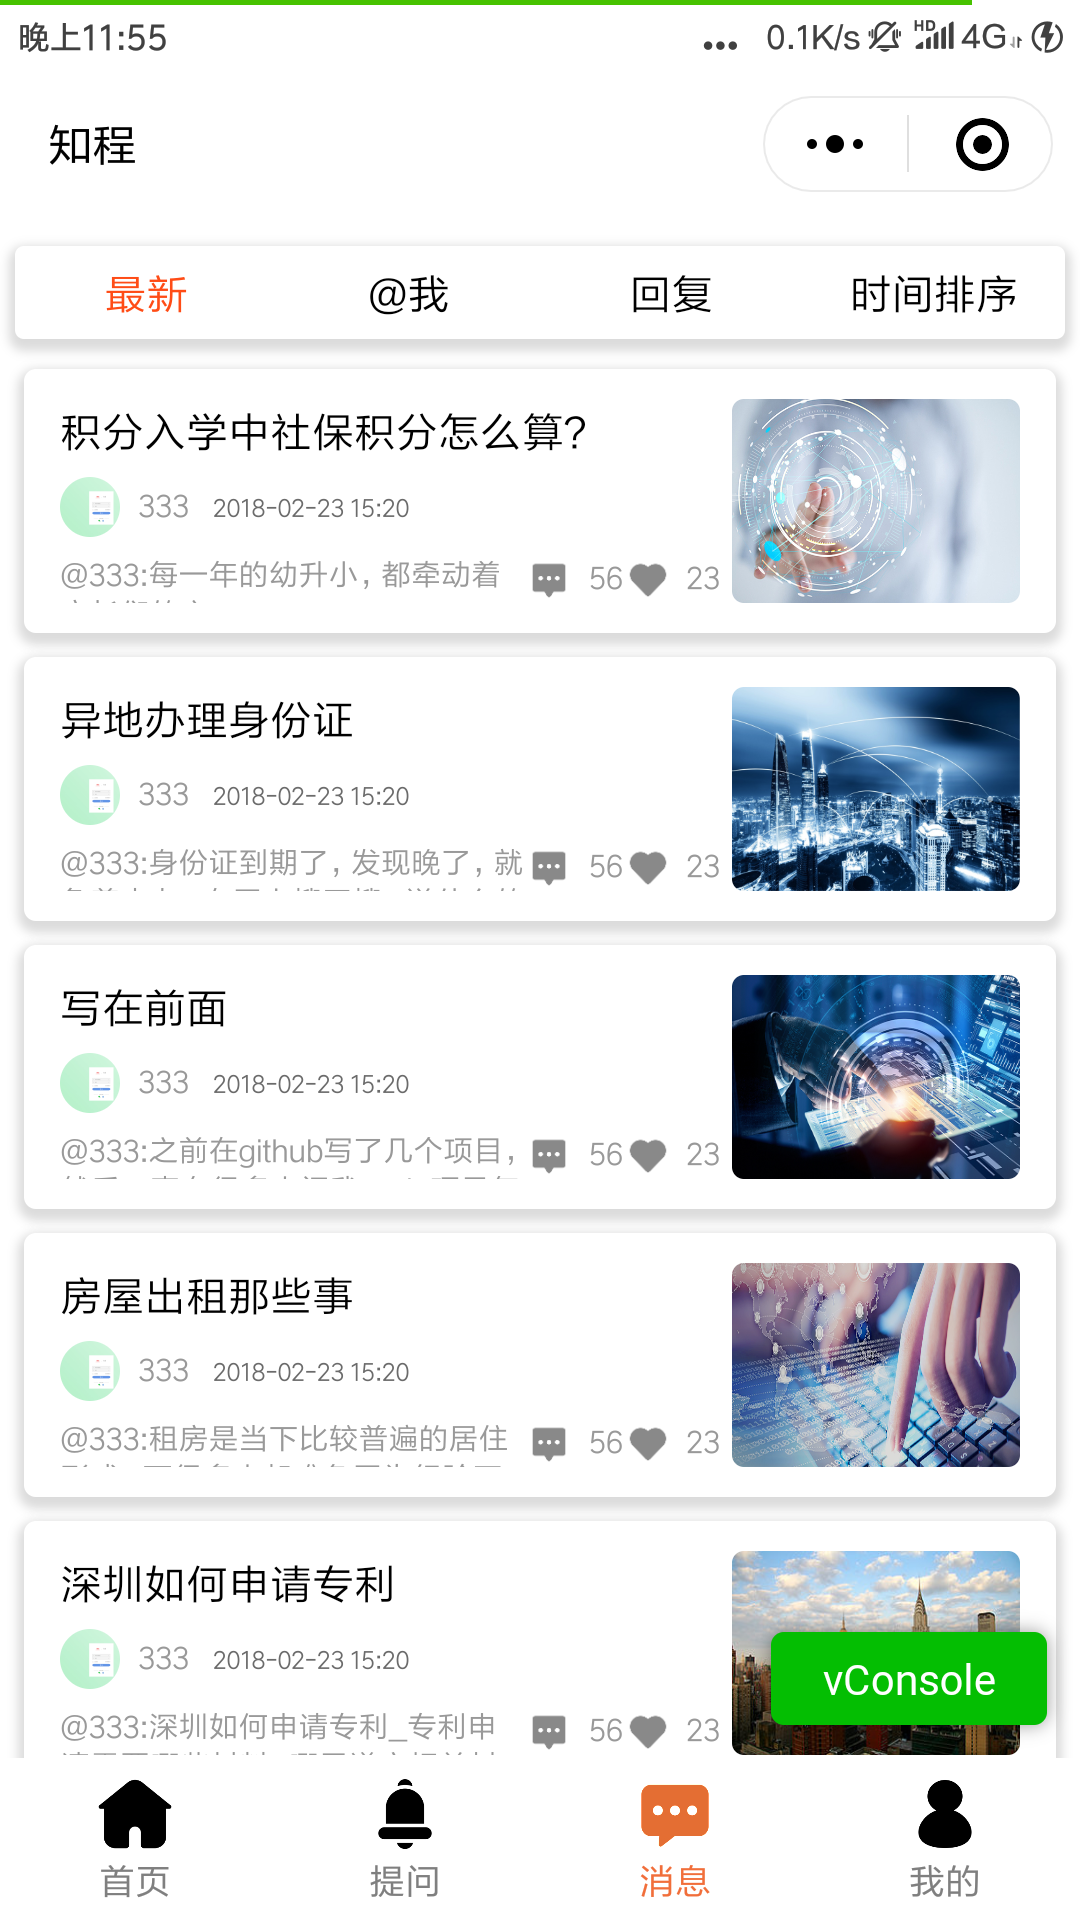 晚上11:55
... 0.1K/s HD 4G
知程
最新 @我 回复 时间排序
积分入学中社保积分怎么算?
333 2018-02-23 15:20
@333:每一年的幼升小，都牵动着 56 23
异地办理身份证
333 2018-02-23 15:20
@333:身份证到期了，发现晚了，就 56 23
写在前面
333 2018-02-23 15:20
@333:之前在github写了几个项目， 56 23
房屋出租那些事
333 2018-02-23 15:20
@333:租房是当下比较普遍的居住 56 23
深圳如何申请专利
333 2018-02-23 15:20
@333:深圳如何申请专利_专利申 56 23
vConsole
首页 提问 消息 我的